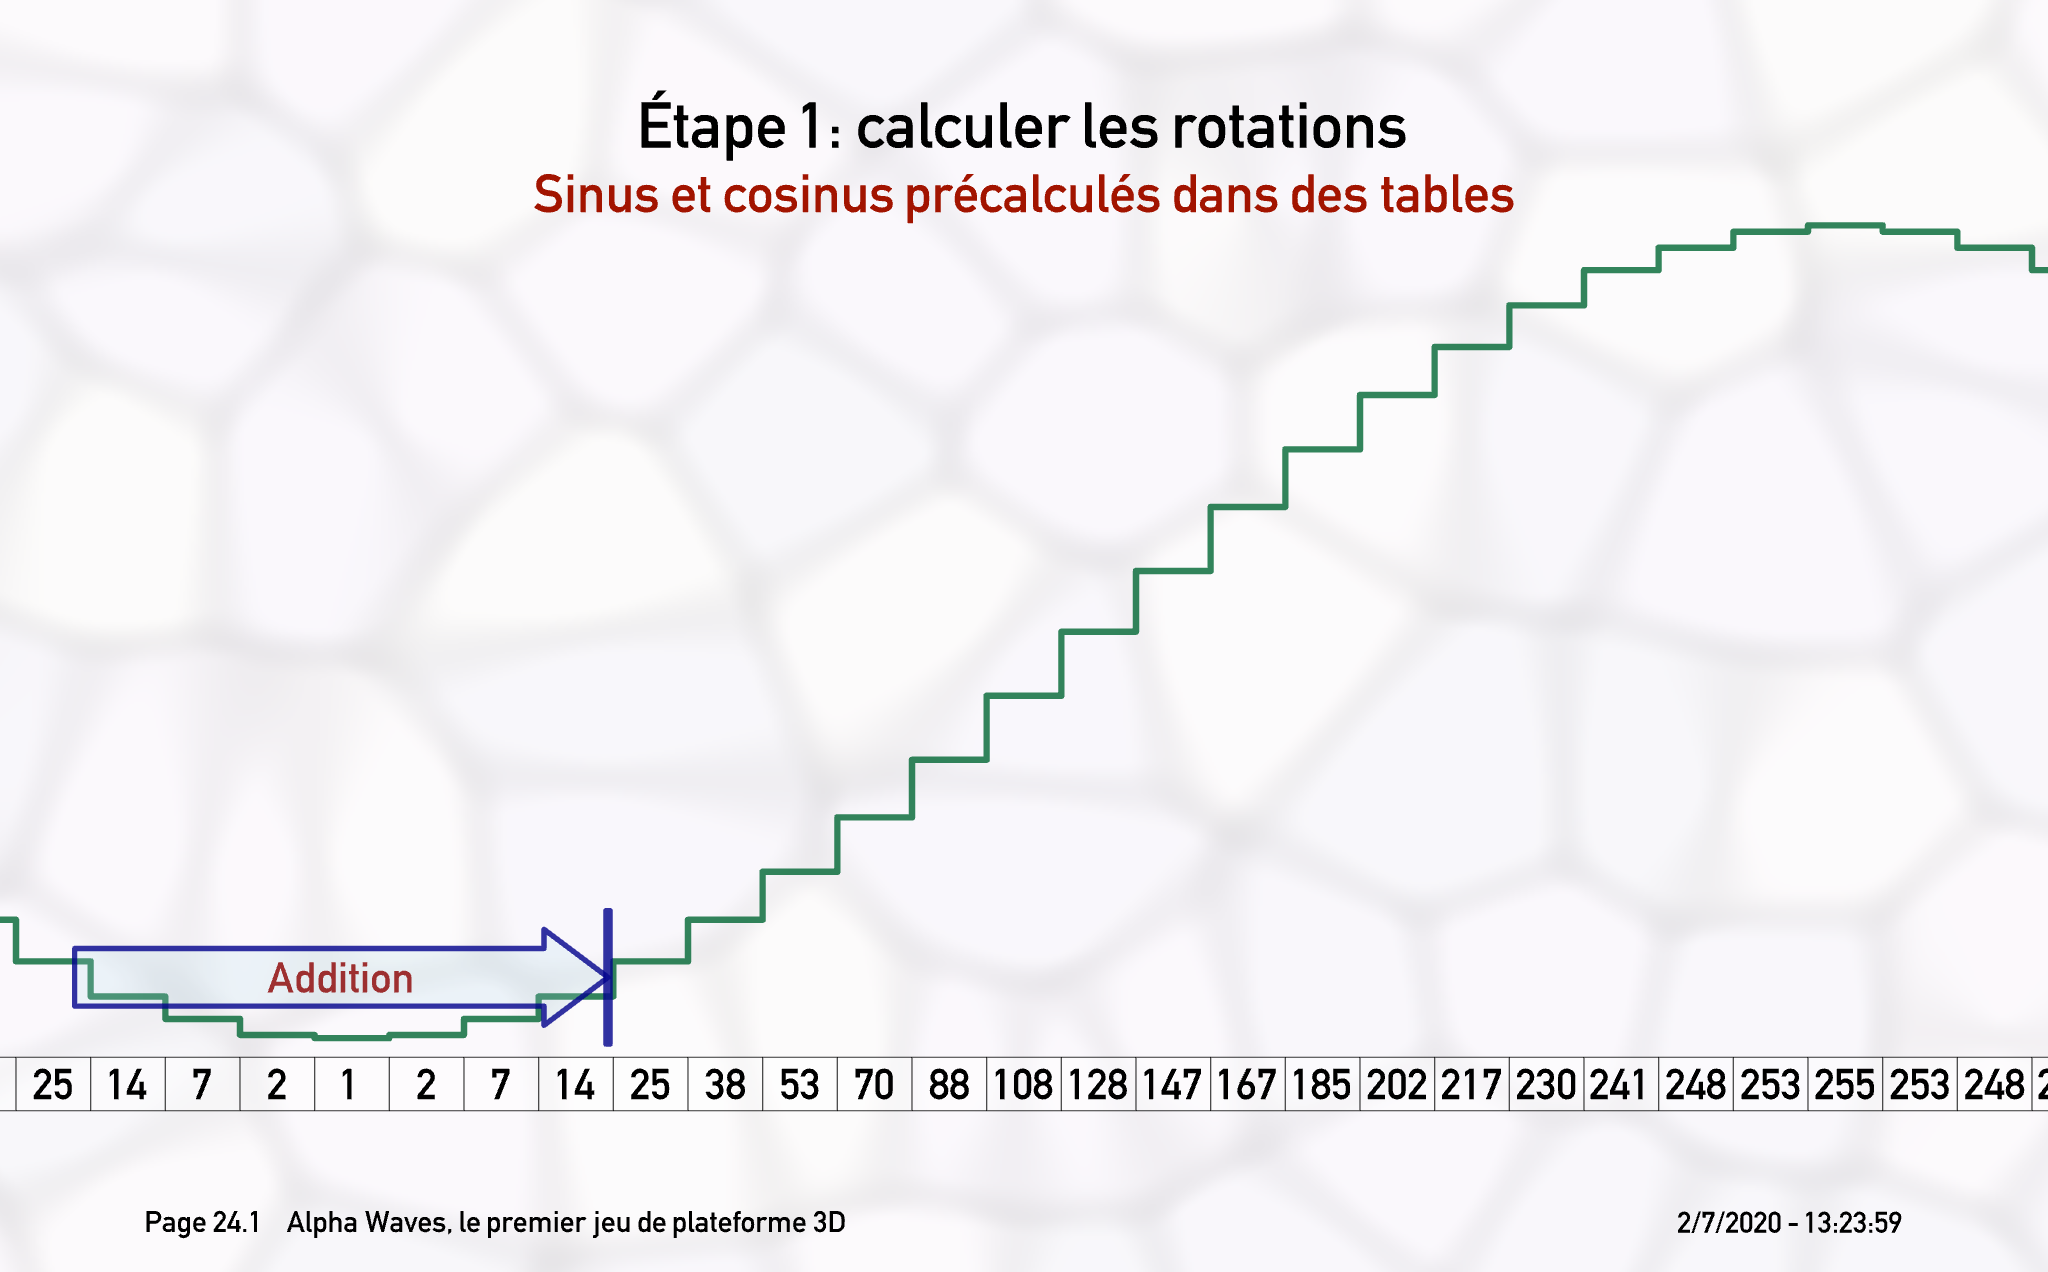 Étape 1: calculer les rotations
Sinus et cosinus précalculés dans des tables
Addition
25 14 7 2 1 2 7 14 25 38 53 70 88 108 128 147 167 185 202 217 230 241 248 253 255 253 248
Page 24.1 Alpha Waves, le premier jeu de plateforme 3D 2/7/2020 - 13:23:59